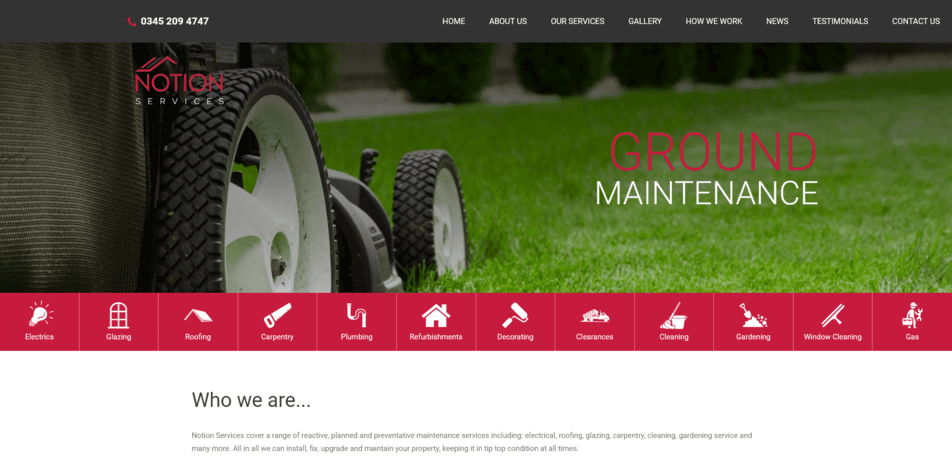 0345 209 4747
HOME ABOUT US OUR SERVICES GALLERY HOW WE WORK NEWS TESTIMONIALS CONTACT US
NOTION
SERVICES
GROUND
MAINTENANCE
Electrics Glazing Roofing Carpentry Plumbing Refurbishments Decorating Clearances Cleaning Gardening Window Cleaning Gas
Who we are...
Notion Services cover a range of reactive, planned and preventative maintenance services including: electrical, roofing, glazing, carpentry, cleaning, gardening service and
many more. All in all we can install, fix, upgrade and maintain your property, keeping it in tip top condition at all times.